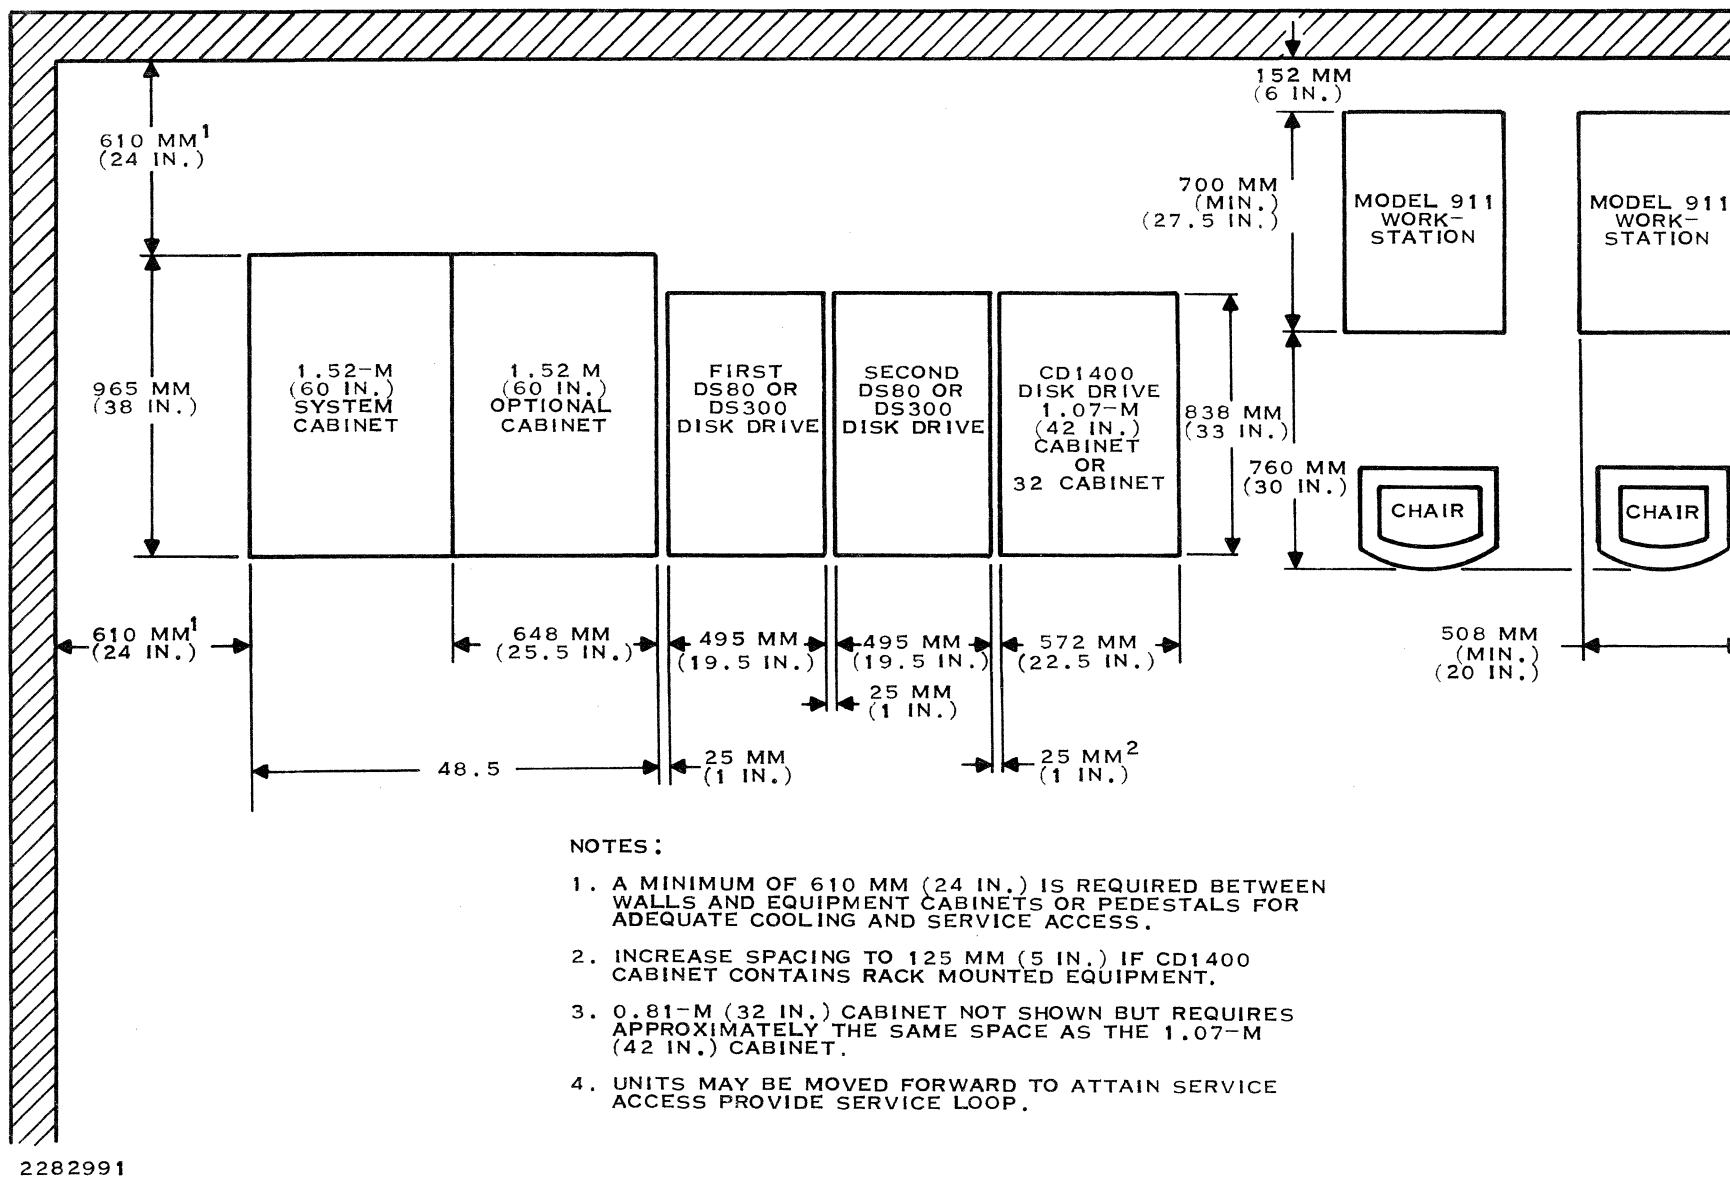 152 MM
(6 IN.)
610 MM1
(24 IN.)
700 MM
(MIN.)
(27.5 IN.)
MODEL 911
WORK-
STATION
MODEL 911
WORK-
STATION
965 MM
(38 IN.)
1.52-M
(60 IN.)
SYSTEM
CABINET
1.52 M
(60 IN.)
OPTIONAL
CABINET
FIRST
DS80 OR
DS300
DISK DRIVE
SECOND
DS80 OR
DS300
DISK DRIVE
CD1400
DISK DRIVE
1.07-M
(42 IN.)
CABINET
OR
32 CABINET
838 MM
(33 IN.)
760 MM
(30 IN.)
CHAIR
CHAIR
610 MM1
(24 IN.)
648 MM
(25.5 IN.)
495 MM
(19.5 IN.)
495 MM
(19.5 IN.)
572 MM
(22.5 IN.)
508 MM
(MIN.)
(20 IN.)
25 MM
(1 IN.)
48.5
25 MM
(1 IN.)
25 MM2
(1 IN.)
NOTES:
1. A MINIMUM OF 610 MM (24 IN.) IS REQUIRED BETWEEN
WALLS AND EQUIPMENT CABINETS OR PEDESTALS FOR
ADEQUATE COOLING AND SERVICE ACCESS.
2. INCREASE SPACING TO 125 MM (5 IN.) IF CD1400
CABINET CONTAINS RACK MOUNTED EQUIPMENT.
3. 0.81-M (32 IN.) CABINET NOT SHOWN BUT REQUIRES
APPROXIMATELY THE SAME SPACE AS THE 1.07-M
(42 IN.) CABINET.
4. UNITS MAY BE MOVED FORWARD TO ATTAIN SERVICE
ACCESS PROVIDE SERVICE LOOP.
2282991